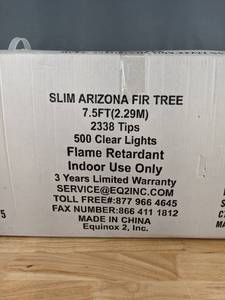 SLIM ARIZONA FIR TREE
7.5FT(2.29M)
2338 Tips
500 Clear Lights
Flame Retardant
Indoor Use Only
3 Years Limited Warranty
SERVICE@EQ2INC.COM
TOLL FREE#:877 966 4645
FAX NUMBER:866 411 1812
MADE IN CHINA
Equinox 2, Inc.